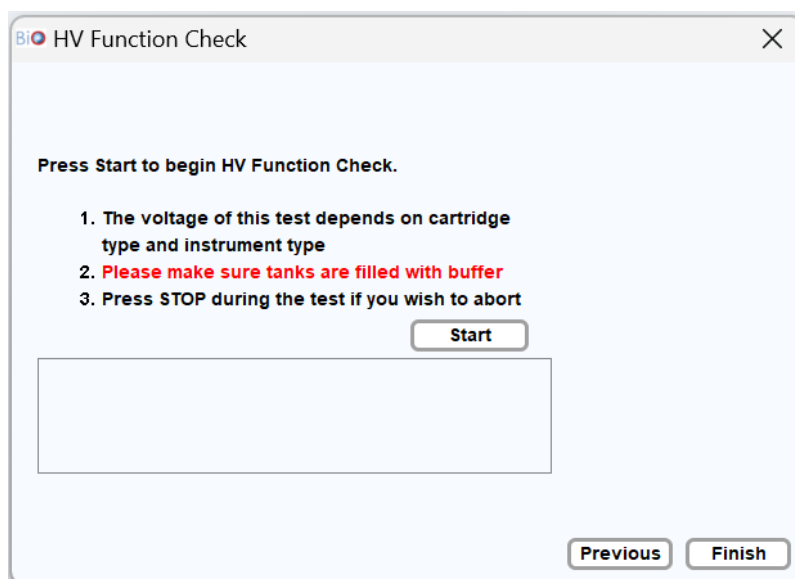 BiO HV Function Check
Press Start to begin HV Function Check.
1. The voltage of this test depends on cartridge
type and instrument type
2. Please make sure tanks are filled with buffer
3. Press STOP during the test if you wish to abort
Start
Previous Finish